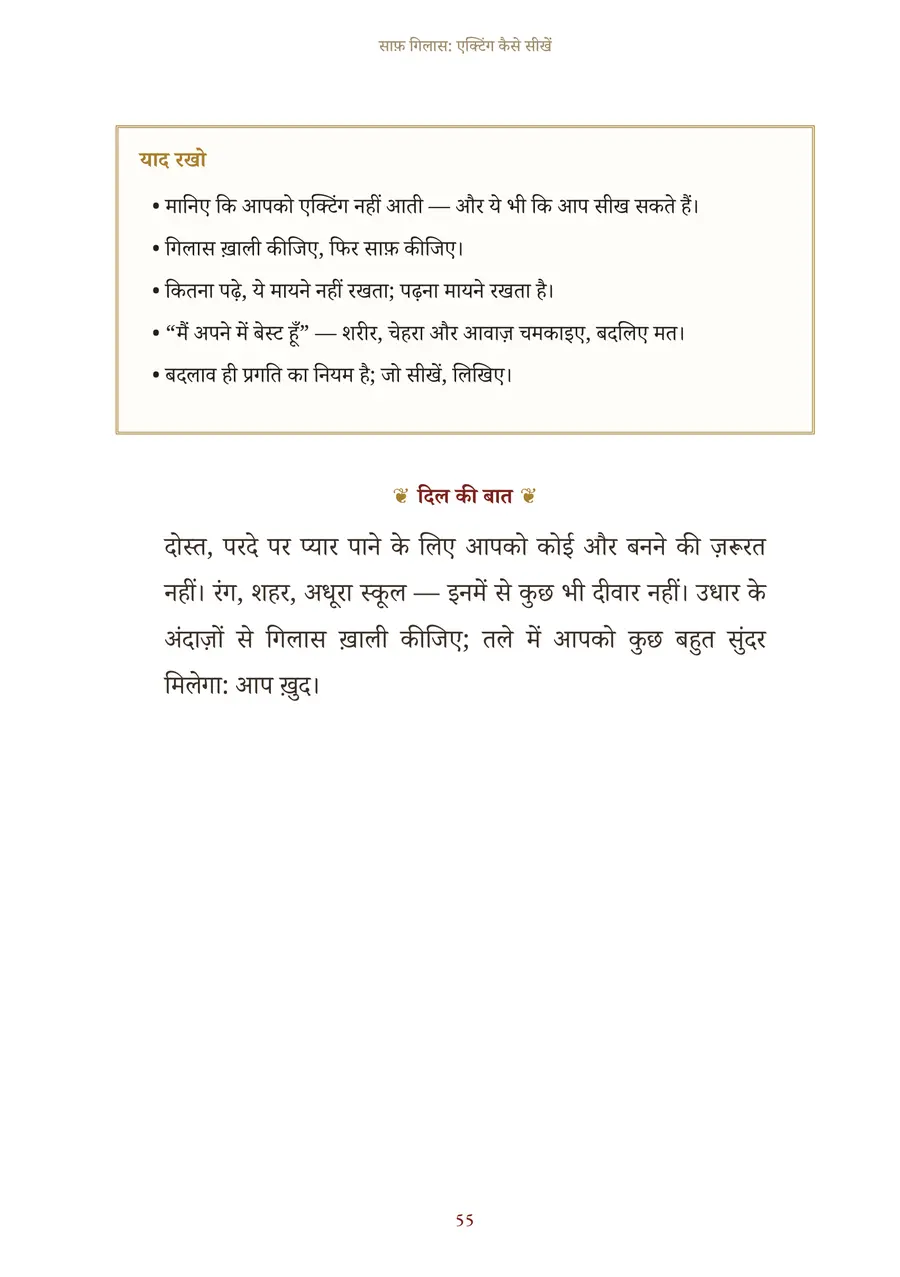 साफ़ गिलास: एक्टिंग कैसे सीखें
याद रखो
• मानिए कि आपको एक्टिंग नहीं आती — और ये भी कि आप सीख सकते हैं।
• गिलास ख़ाली कीजिए, फिर साफ़ कीजिए।
• कितना पढ़े, ये मायने नहीं रखता; पढ़ना मायने रखता है।
• “मैं अपने में बेस्ट हूँ” — शरीर, चेहरा और आवाज़ चमकाइए, बदलिए मत।
• बदलाव ही प्रगति का नियम है; जो सीखें, लिखिए।
❦ दिल की बात ❦
दोस्त, परदे पर प्यार पाने के लिए आपको कोई और बनने की ज़रूरत
नहीं। रंग, शहर, अधूरा स्कूल — इनमें से कुछ भी दीवार नहीं। उधार के
अंदाज़ों से गिलास ख़ाली कीजिए; तले में आपको कुछ बहुत सुंदर
मिलेगा: आप ख़ुद।
55